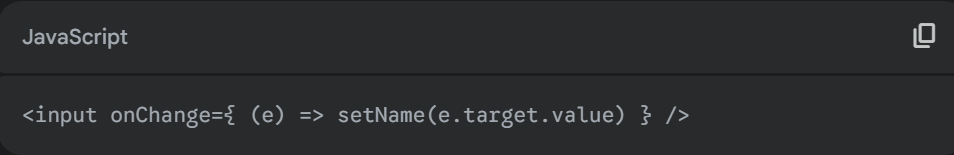 JavaScript
<input onChange={ (e) => setName(e.target.value) } />